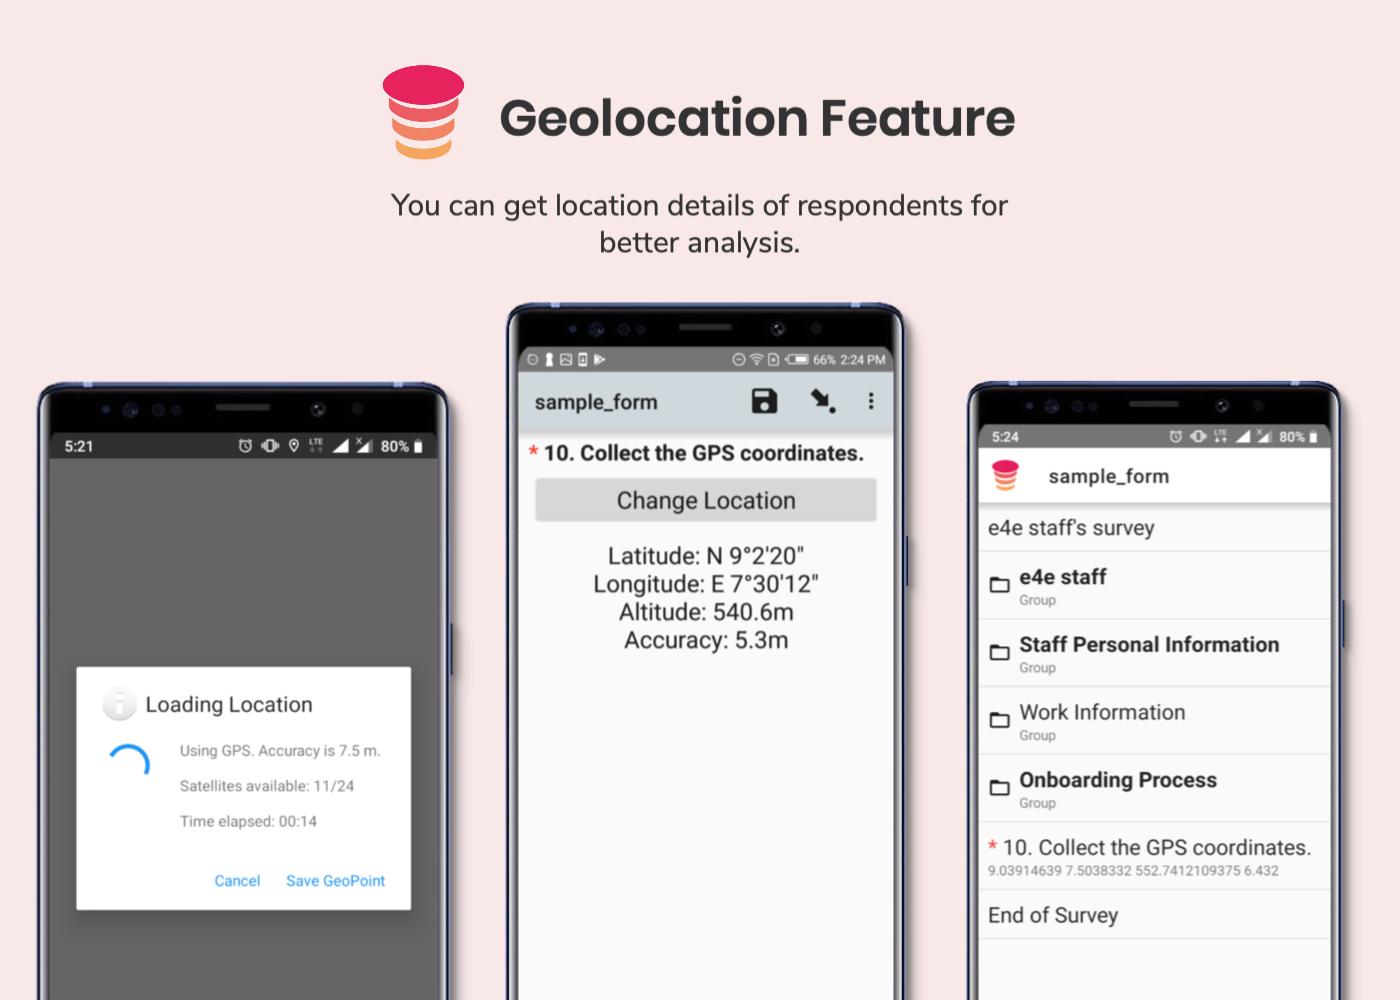 Geolocation Feature
You can get location details of respondents for
better analysis.
5:21
LTE
X
80%
Loading Location
Using GPS. Accuracy is 7.5 m.
Satellites available: 11/24
Time elapsed: 00:14
Cancel Save GeoPoint
66% 2:24 PM
sample_form
* 10. Collect the GPS coordinates.
Change Location
Latitude: N 9°2'20"
Longitude: E 7°30'12"
Altitude: 540.6m
Accuracy: 5.3m
5:24
LTE
X
80%
sample_form
e4e staff's survey
e4e staff
Group
Staff Personal Information
Group
Work Information
Group
Onboarding Process
Group
* 10. Collect the GPS coordinates.
9.03914639 7.5038332 552.7412109375 6.432
End of Survey